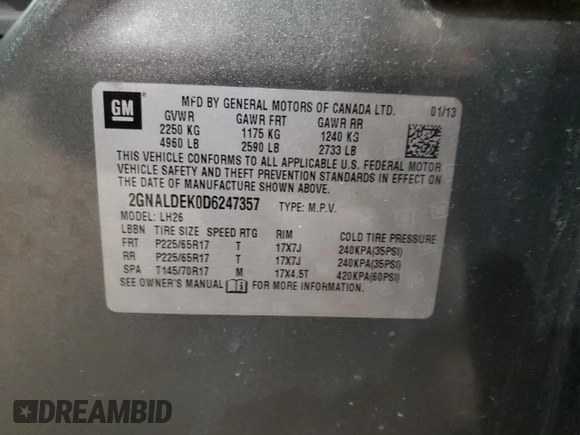 GM
MFD BY GENERAL MOTORS OF CANADA LTD. 01/13
GVWR GAWR FRT GAWR RR
2250 KG 1175 KG 1240 KG
4960 LB 2590 LB 2733 LB
THIS VEHICLE CONFORMS TO ALL APPLICABLE U.S. FEDERAL MOTOR
VEHICLE SAFETY AND THEFT PREVENTION STANDARDS IN EFFECT ON
THE DATE OF MANUFACTURE SHOWN ABOVE.
2GNALDEK0D6247357 TYPE: M.P.V.
MODEL: LH26
LBBN TIRE SIZE SPEED RTG RIM COLD TIRE PRESSURE
FRT P225/65R17 T 17X7J 240KPA(35PSI)
RR P225/65R17 T 17X7J 240KPA(35PSI)
SPA T145/70R17 M 17X4.5T 420KPA(60PSI)
SEE OWNER'S MANUAL FOR MORE INFORMATION.
DREAMBID